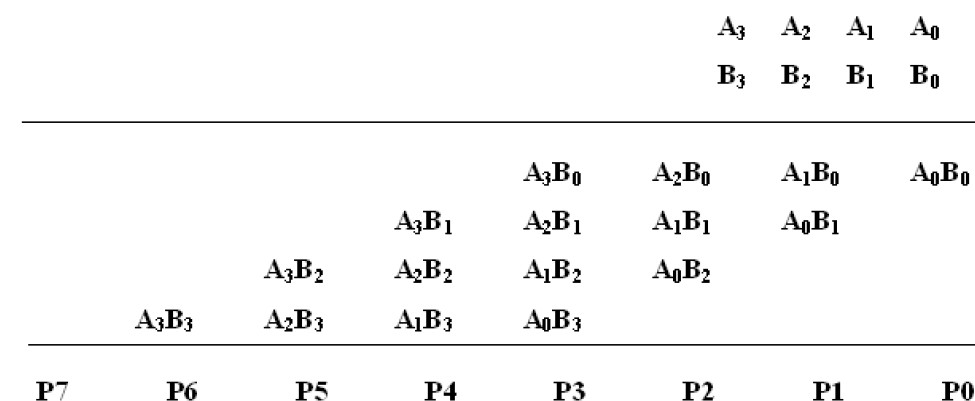 A₃ A₂ A₁ A₀
B₃ B₂ B₁ B₀
A₃B₀ A₂B₀ A₁B₀ A₀B₀
A₃B₁ A₂B₁ A₁B₁ A₀B₁
A₃B₂ A₂B₂ A₁B₂ A₀B₂
A₃B₃ A₂B₃ A₁B₃ A₀B₃
P7 P6 P5 P4 P3 P2 P1 P0